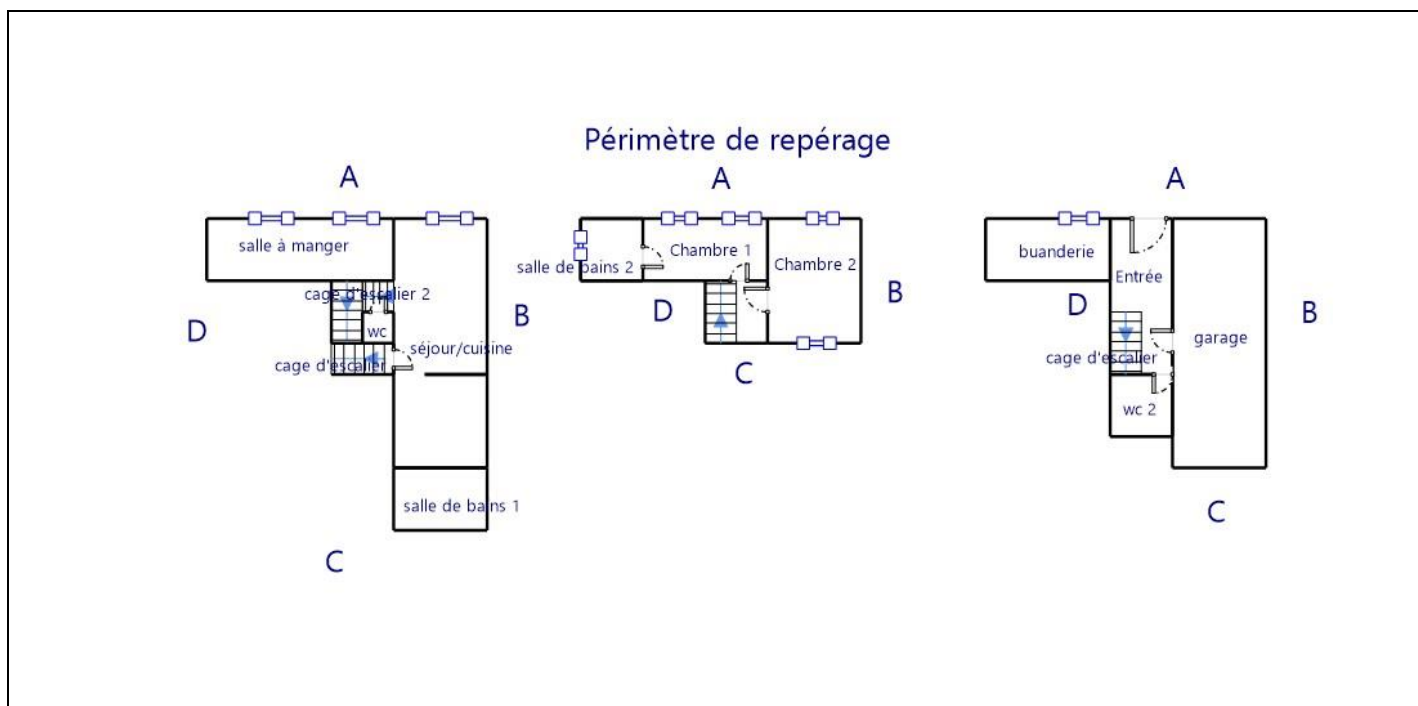 Périmètre de repérage
A
salle à manger
cage d'escalier 2
D
B
wc
séjour/cuisine
cage d'escalier
salle de bains 1
C
A
Chambre 1
salle de bains 2
Chambre 2
D
B
C
A
buanderie
Entrée
D
B
garage
cage d'escalier
wc 2
C